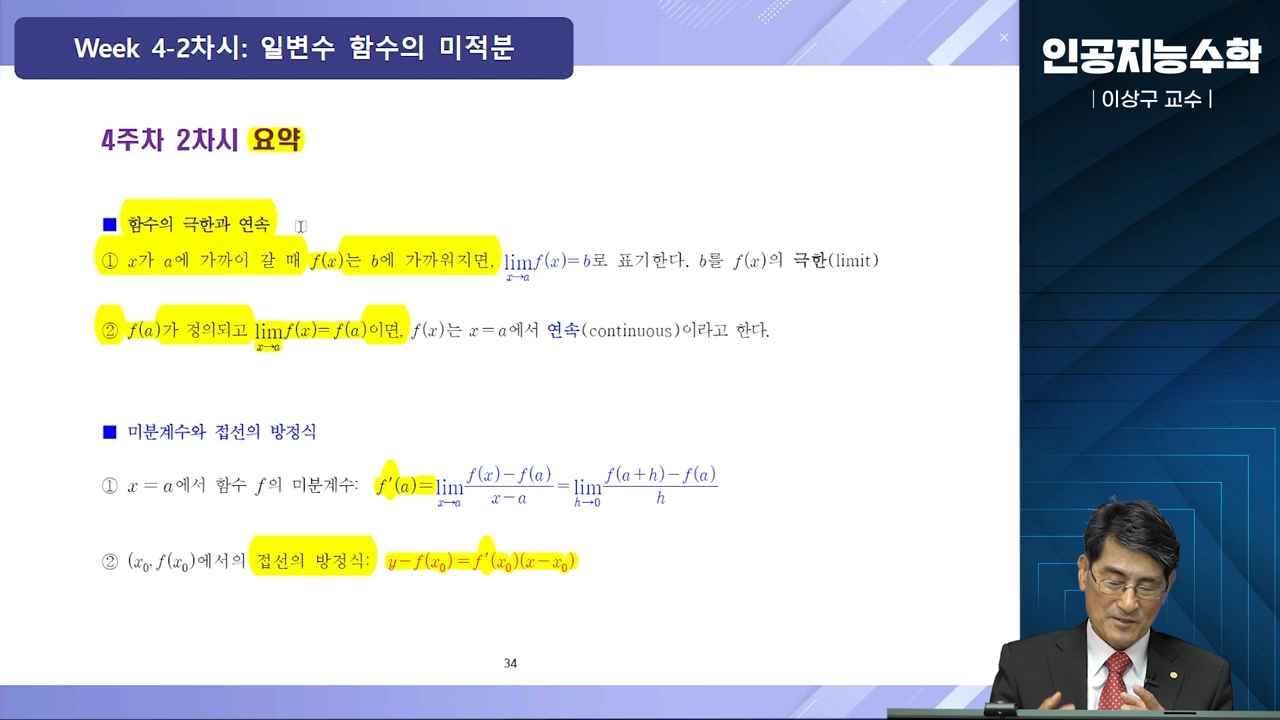 Week 4-2차시: 일변수 함수의 미적분
인공지능수학
| 이상구 교수 |
4주차 2차시 요약
■ 함수의 극한과 연속
① x가 a에 가까이 갈 때 f(x)는 b에 가까워지면, lim_{x→a} f(x)=b로 표기한다. b를 f(x)의 극한(limit)
② f(a)가 정의되고 lim_{x→a} f(x)=f(a)이면, f(x)는 x=a에서 연속(continuous)이라고 한다.
■ 미분계수와 접선의 방정식
① x=a에서 함수 f의 미분계수: f′(a)=lim_{x→a} (f(x)−f(a))/(x−a) = lim_{h→0} (f(a+h)−f(a))/h
② (x₀, f(x₀)에서의 접선의 방정식: y−f(x₀)=f′(x₀)(x−x₀)
34